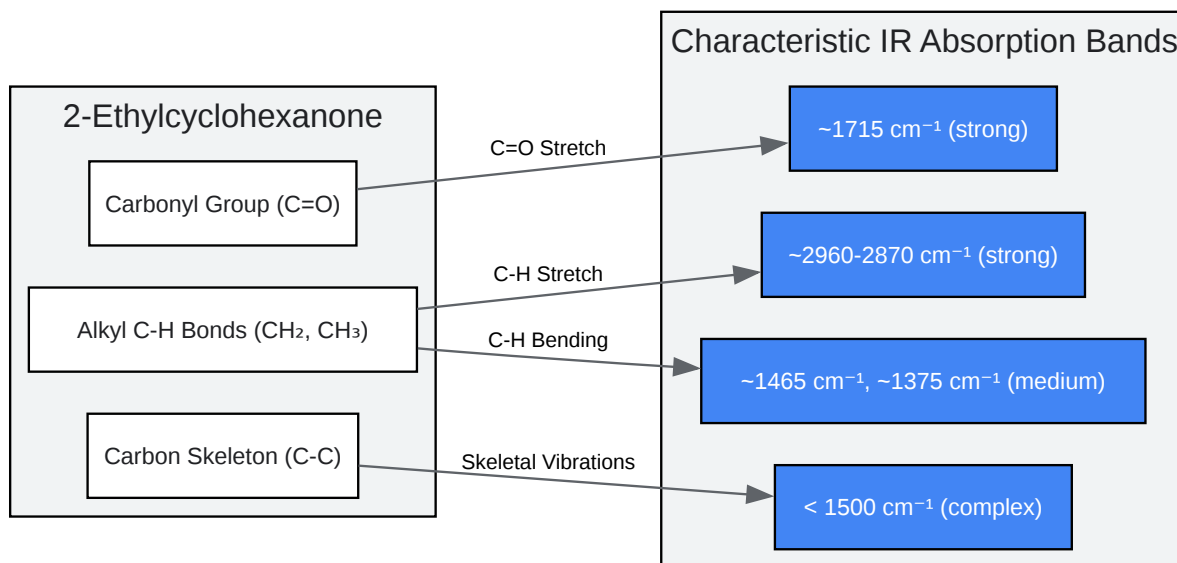 Characteristic IR Absorption Bands
2-Ethylcyclohexanone
~1715 cm⁻¹ (strong)
C=O Stretch
Carbonyl Group (C=O)
~2960-2870 cm⁻¹ (strong)
C-H Stretch
Alkyl C-H Bonds (CH₂, CH₃)
C-H Bending
~1465 cm⁻¹, ~1375 cm⁻¹ (medium)
Carbon Skeleton (C-C)
Skeletal Vibrations
< 1500 cm⁻¹ (complex)